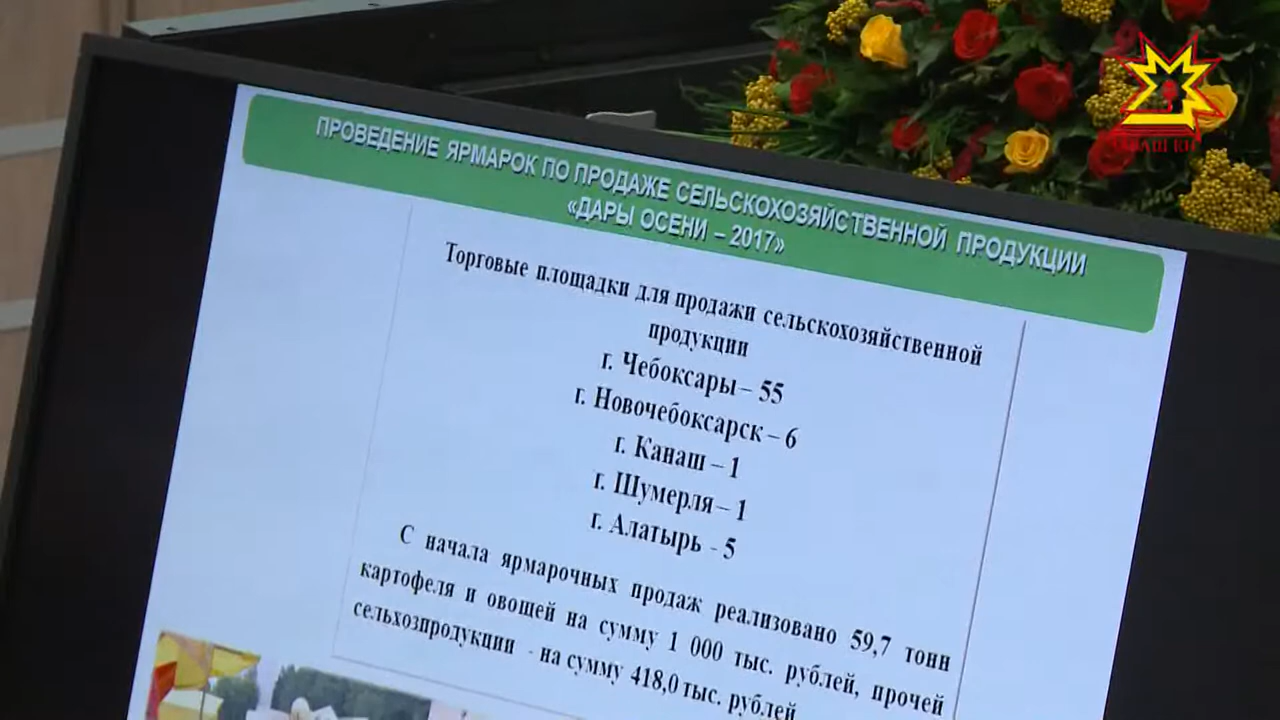 ПРОВЕДЕНИЕ ЯРМАРОК ПО ПРОДАЖЕ СЕЛЬСКОХОЗЯЙСТВЕННОЙ ПРОДУКЦИИ
«ДАРЫ ОСЕНИ – 2017»
Торговые площадки для продажи сельскохозяйственной
продукции
г. Чебоксары – 55
г. Новочебоксарск – 6
г. Канаш – 1
г. Шумерля – 1
г. Алатырь - 5
С начала ярмарочных продаж реализовано 59,7 тонн
картофеля и овощей на сумму 1 000 тыс. рублей, прочей
сельхозпродукции - на сумму 418,0 тыс. рублей